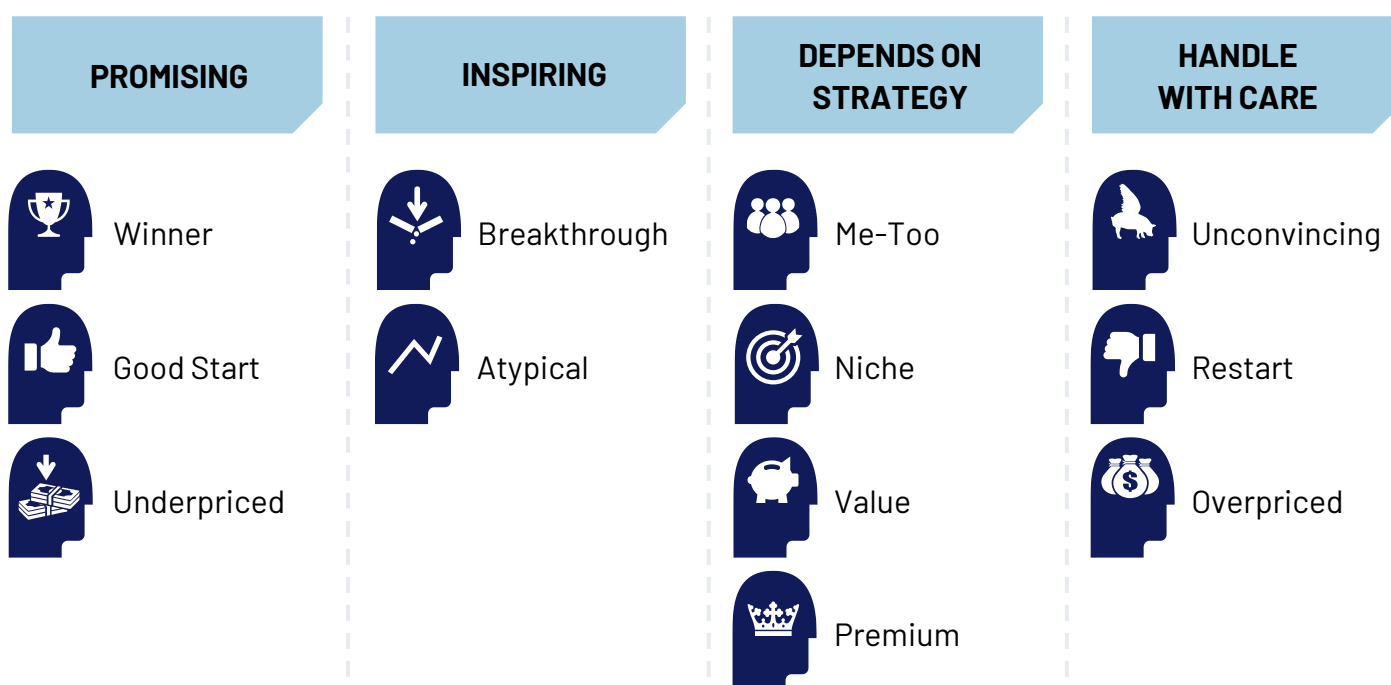 PROMISING
Winner
Good Start
Underpriced
INSPIRING
Breakthrough
Atypical
DEPENDS ON
STRATEGY
Me-Too
Niche
Value
Premium
HANDLE
WITH CARE
Unconvincing
Restart
$
Overpriced